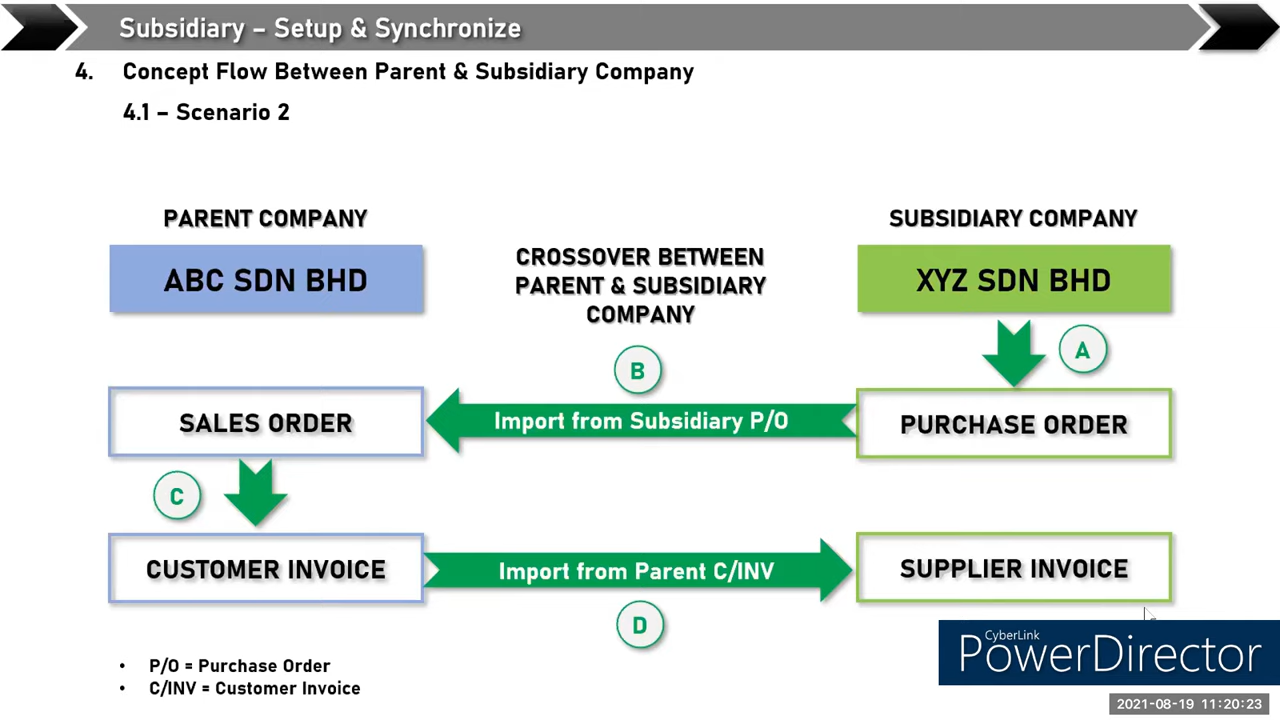 Subsidiary – Setup & Synchronize
4. Concept Flow Between Parent & Subsidiary Company
4.1 – Scenario 2
PARENT COMPANY
SUBSIDIARY COMPANY
ABC SDN BHD
CROSSOVER BETWEEN
PARENT & SUBSIDIARY
COMPANY
XYZ SDN BHD
A
B
SALES ORDER
Import from Subsidiary P/O
PURCHASE ORDER
C
CUSTOMER INVOICE
Import from Parent C/INV
SUPPLIER INVOICE
D
• P/O = Purchase Order
• C/INV = Customer Invoice
CyberLink
PowerDirector
2021-08-19 11:20:23